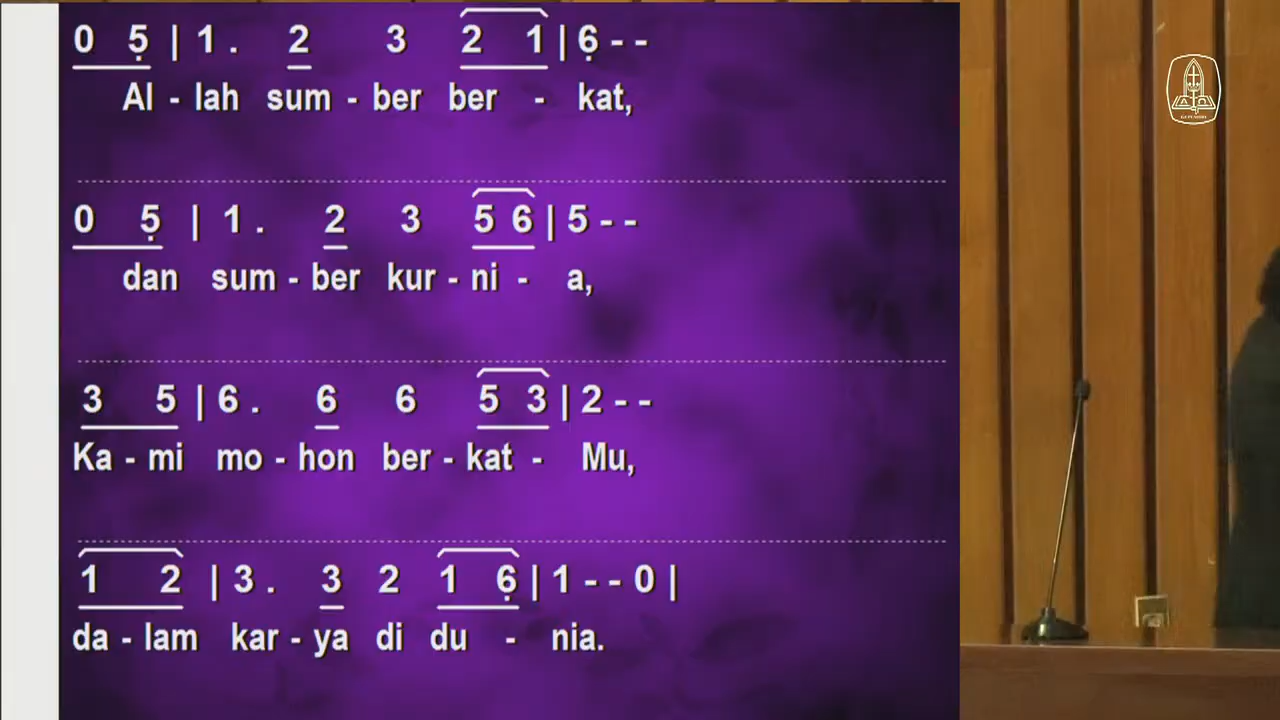 0 5̣ | 1 . 2 3 2 1 | 6̣ - -
Al - lah sum - ber ber - kat,
0 5̣ | 1 . 2 3 5 6 | 5 - -
dan sum - ber kur - ni - a,
3 5 | 6 . 6 6 5 3 | 2 - -
Ka - mi mo - hon ber - kat - Mu,
1 2 | 3 . 3 2 1 6̣ | 1 - - 0 |
da - lam kar - ya di du - nia.